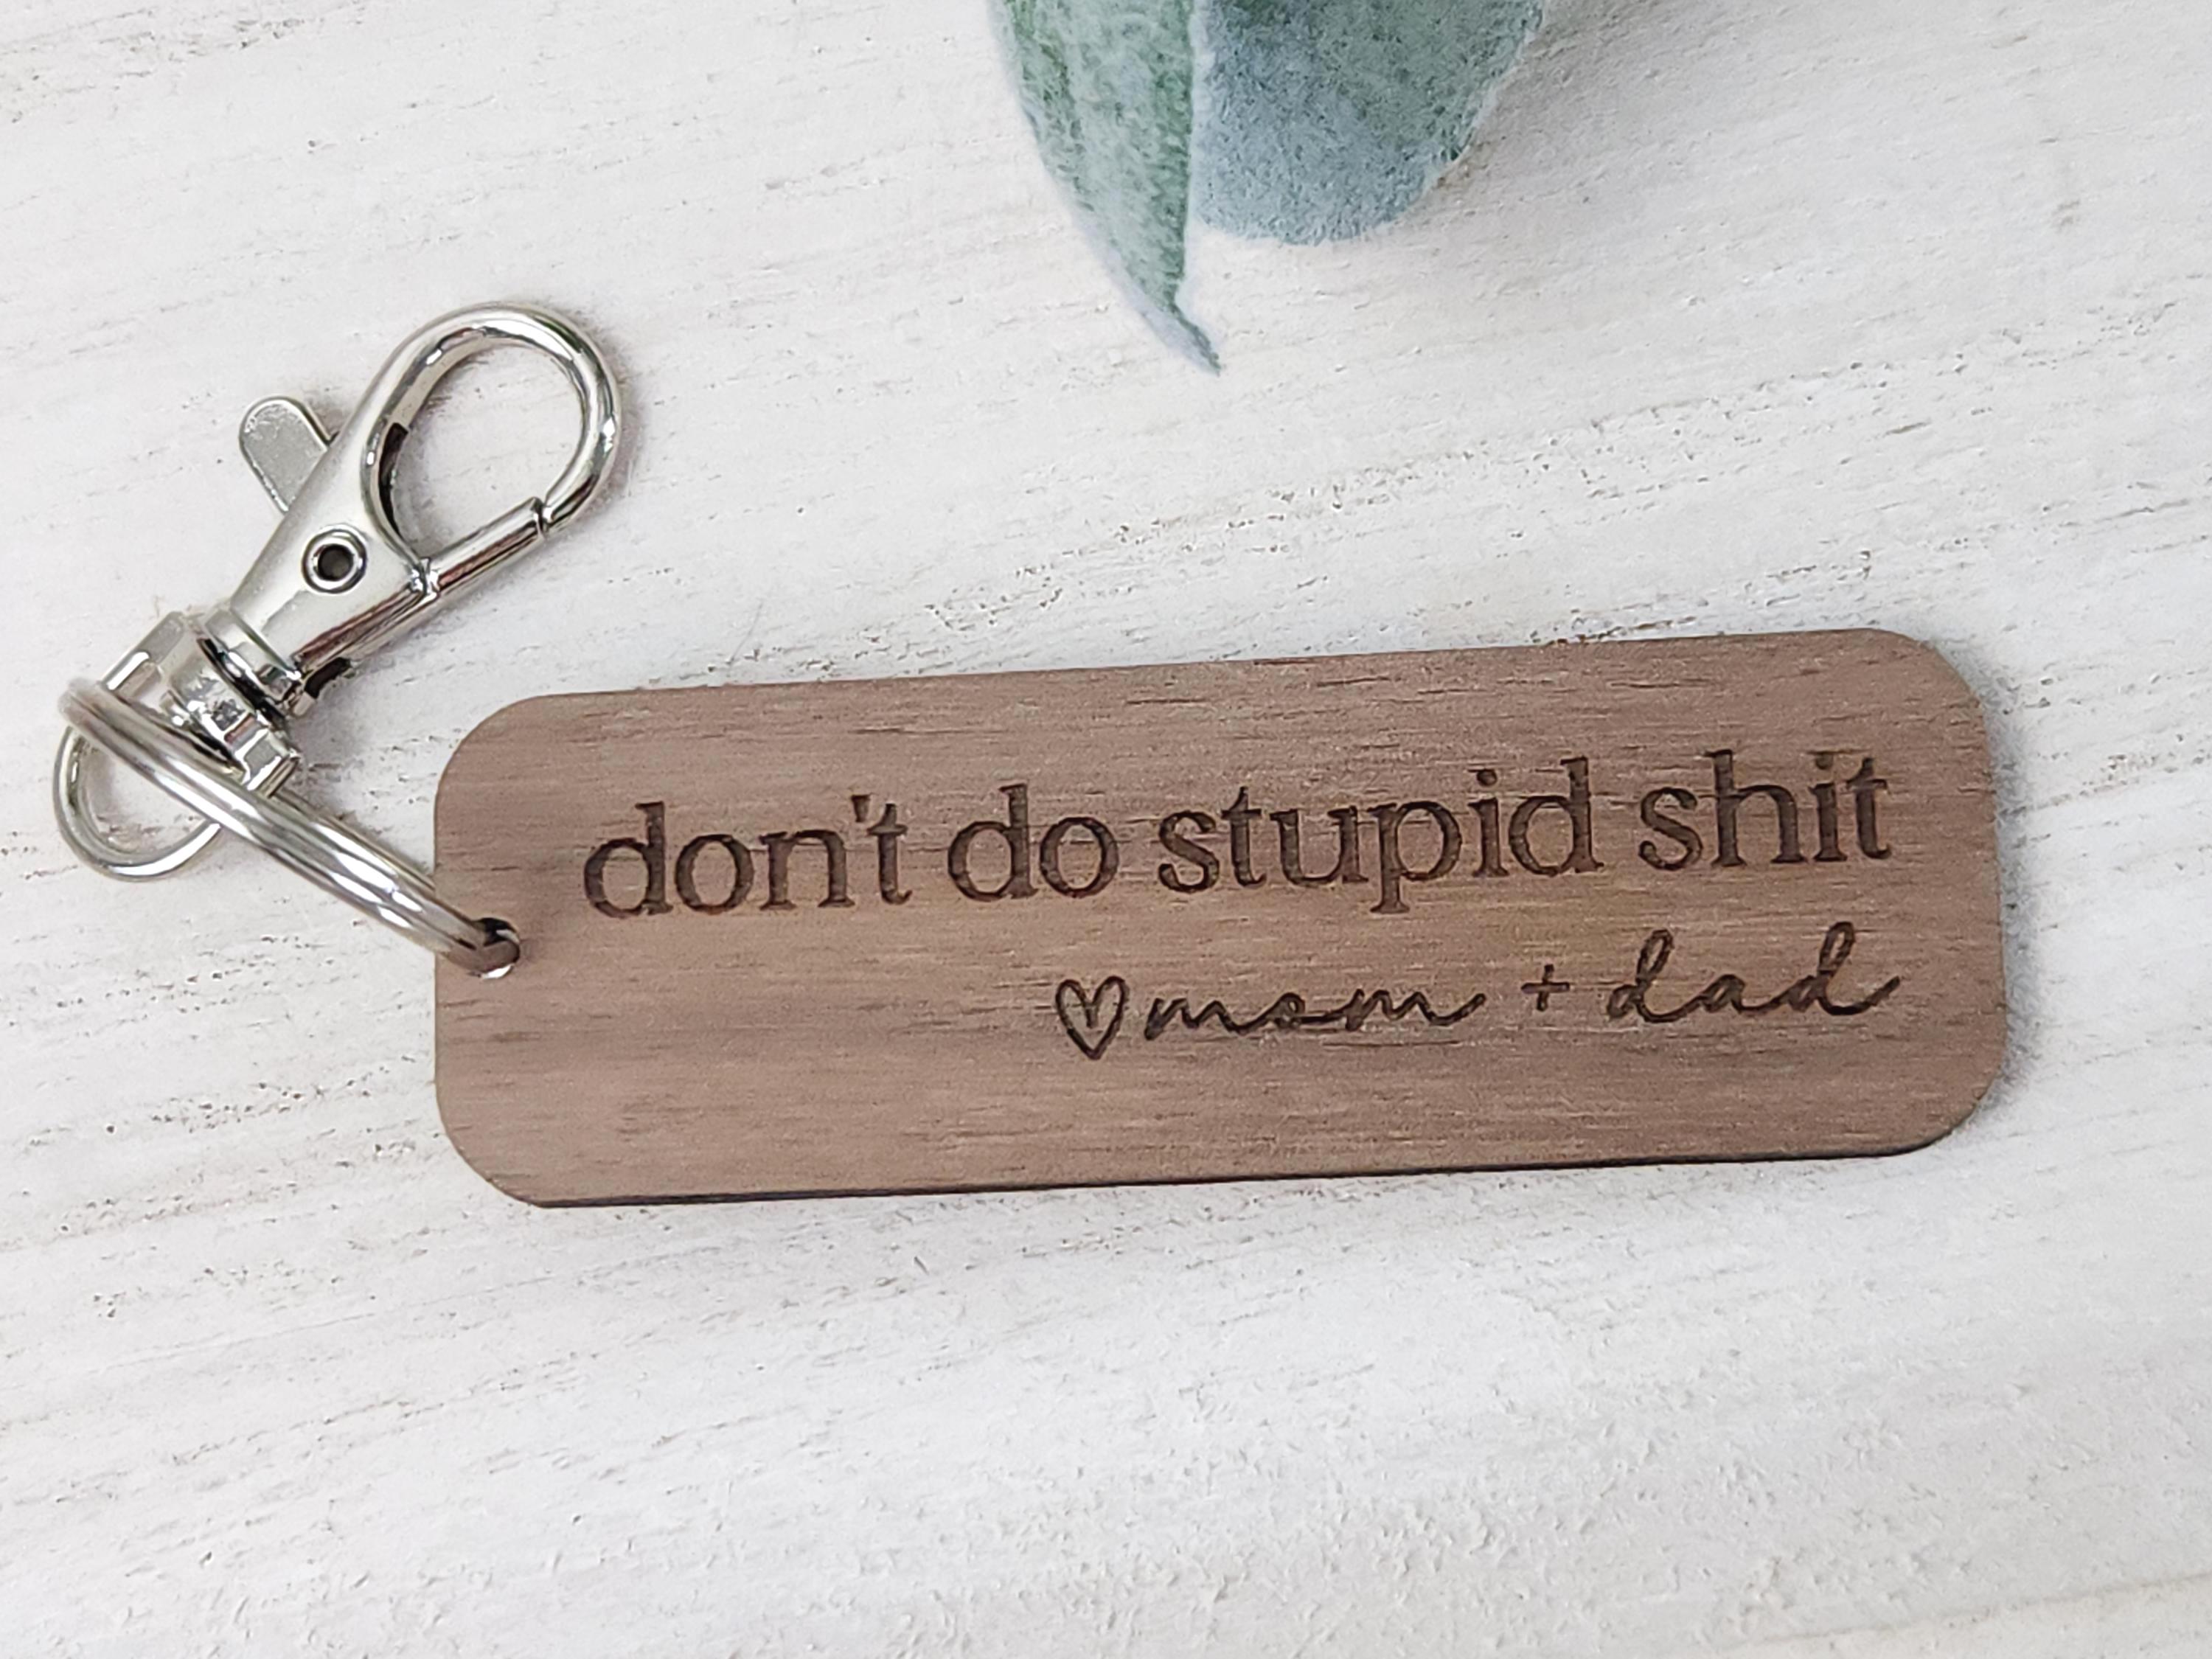 don't do stupid shit
♡mom + dad